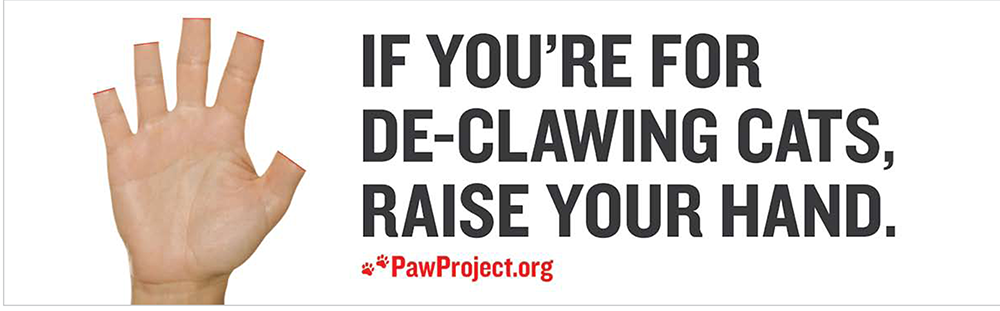 IF YOU’RE FOR
DE-CLAWING CATS,
RAISE YOUR HAND.
PawProject.org